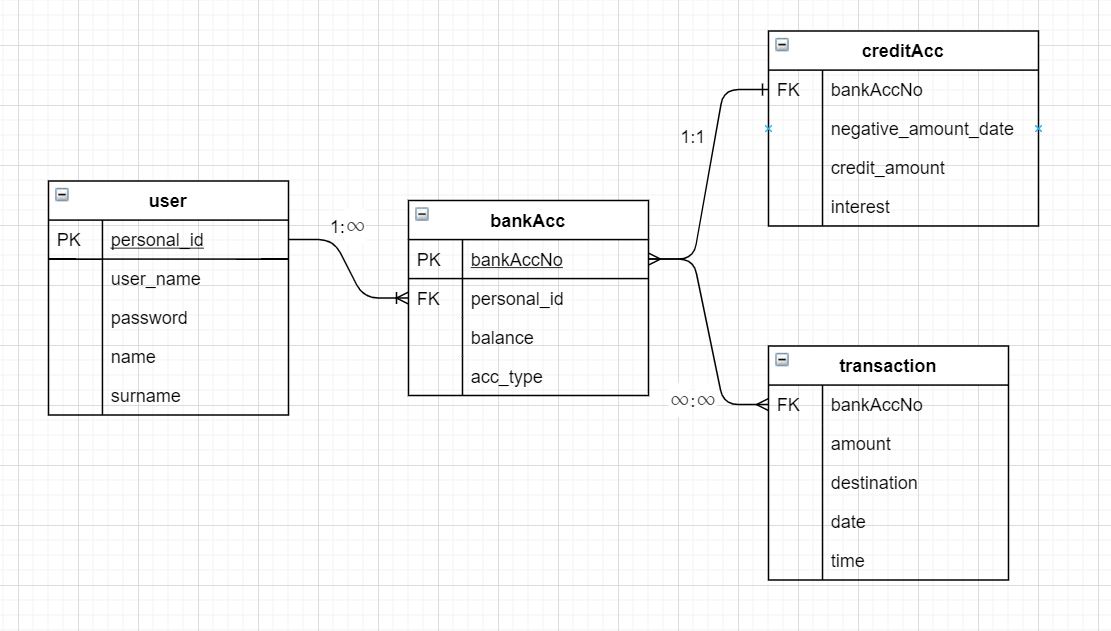 user
PK personal_id
user_name
password
name
surname
1:∞
bankAcc
PK bankAccNo
FK personal_id
balance
acc_type
1:1
creditAcc
FK bankAccNo
negative_amount_date
credit_amount
interest
∞:∞
transaction
FK bankAccNo
amount
destination
date
time